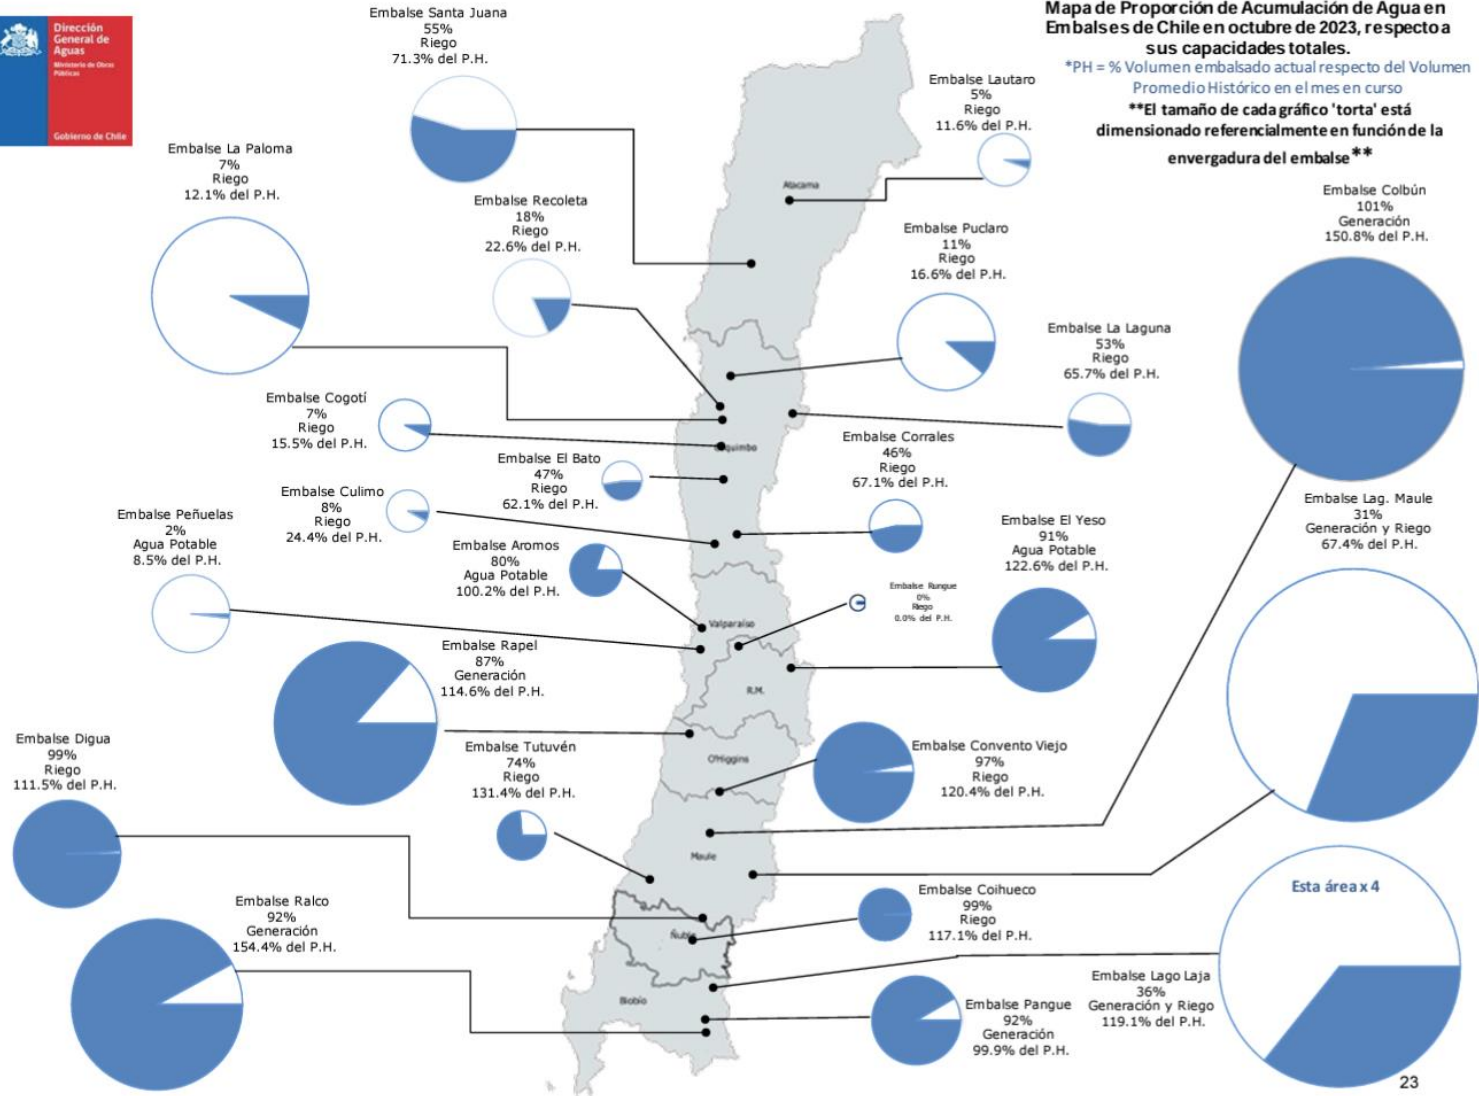 Dirección
General de
Aguas
Ministerio de Obras
Públicas
Gobierno de Chile
Mapa de Proporción de Acumulación de Agua en
Embalses de Chile en octubre de 2023, respecto a
sus capacidades totales.
*PH = % Volumen embalsado actual respecto del Volumen
Promedio Histórico en el mes en curso
**El tamaño de cada gráfico 'torta' está
dimensionado referencialmente en función de la
envergadura del embalse**
Embalse Santa Juana
55%
Riego
71.3% del P.H.
Embalse Lautaro
5%
Riego
11.6% del P.H.
Embalse La Paloma
7%
Riego
12.1% del P.H.
Embalse Recoleta
18%
Riego
22.6% del P.H.
Embalse Puclaro
11%
Riego
16.6% del P.H.
Embalse Colbún
101%
Generación
150.8% del P.H.
Embalse La Laguna
53%
Riego
65.7% del P.H.
Embalse Cogotí
7%
Riego
15.5% del P.H.
Embalse El Bato
47%
Riego
62.1% del P.H.
Embalse Corrales
46%
Riego
67.1% del P.H.
Embalse Culimo
8%
Riego
24.4% del P.H.
Embalse Peñuelas
2%
Agua Potable
8.5% del P.H.
Embalse Aromos
80%
Agua Potable
100.2% del P.H.
Embalse El Yeso
91%
Agua Potable
122.6% del P.H.
Embalse Lag. Maule
31%
Generación y Riego
67.4% del P.H.
Embalse Rungue
0%
Riego
0.0% del P.H.
Embalse Rapel
87%
Generación
114.6% del P.H.
Embalse Digua
99%
Riego
111.5% del P.H.
Embalse Tutuvén
74%
Riego
131.4% del P.H.
Embalse Convento Viejo
97%
Riego
120.4% del P.H.
Embalse Ralco
92%
Generación
154.4% del P.H.
Embalse Coihueco
99%
Riego
117.1% del P.H.
Esta área x 4
Embalse Pangue
92%
Generación
99.9% del P.H.
Embalse Lago Laja
36%
Generación y Riego
119.1% del P.H.
Atacama
Coquimbo
Valparaíso
R.M.
O'Higgins
Maule
Ñuble
Biobío
23